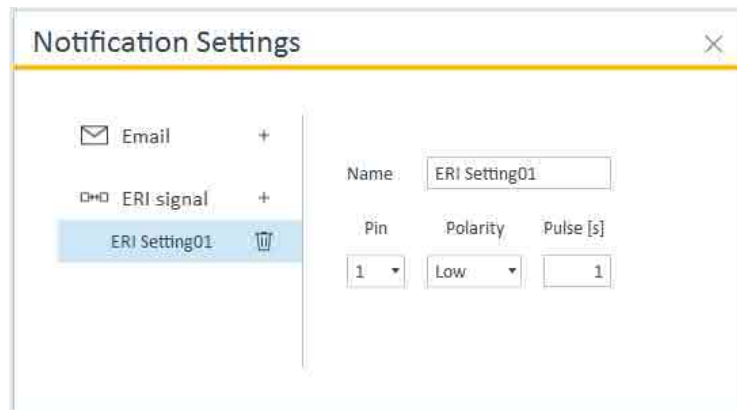 Notification Settings
Email +
ERI signal +
ERI Setting01
Name ERI Setting01
Pin Polarity Pulse [s]
1 Low 1